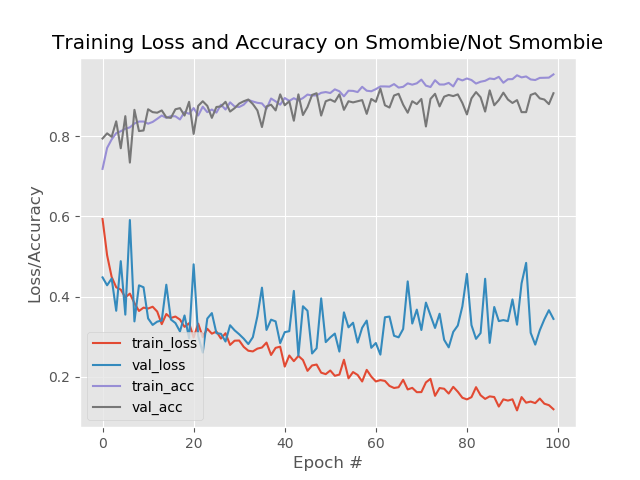 Training Loss and Accuracy on Smombie/Not Smombie
Loss/Accuracy
0.8
0.6
0.4
0.2
train_loss
val_loss
train_acc
val_acc
0 20 40 60 80 100
Epoch #